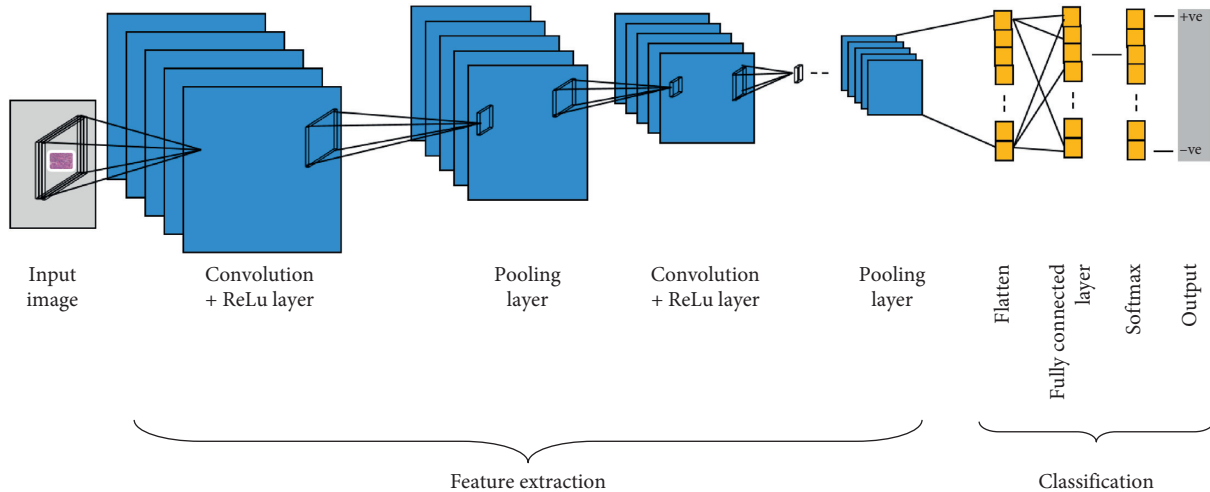 +ve
–ve
Input
image
Convolution
+ ReLu layer
Pooling
layer
Convolution
+ ReLu layer
Pooling
layer
Flatten
Fully connected
layer
Softmax
Output
Feature extraction
Classification